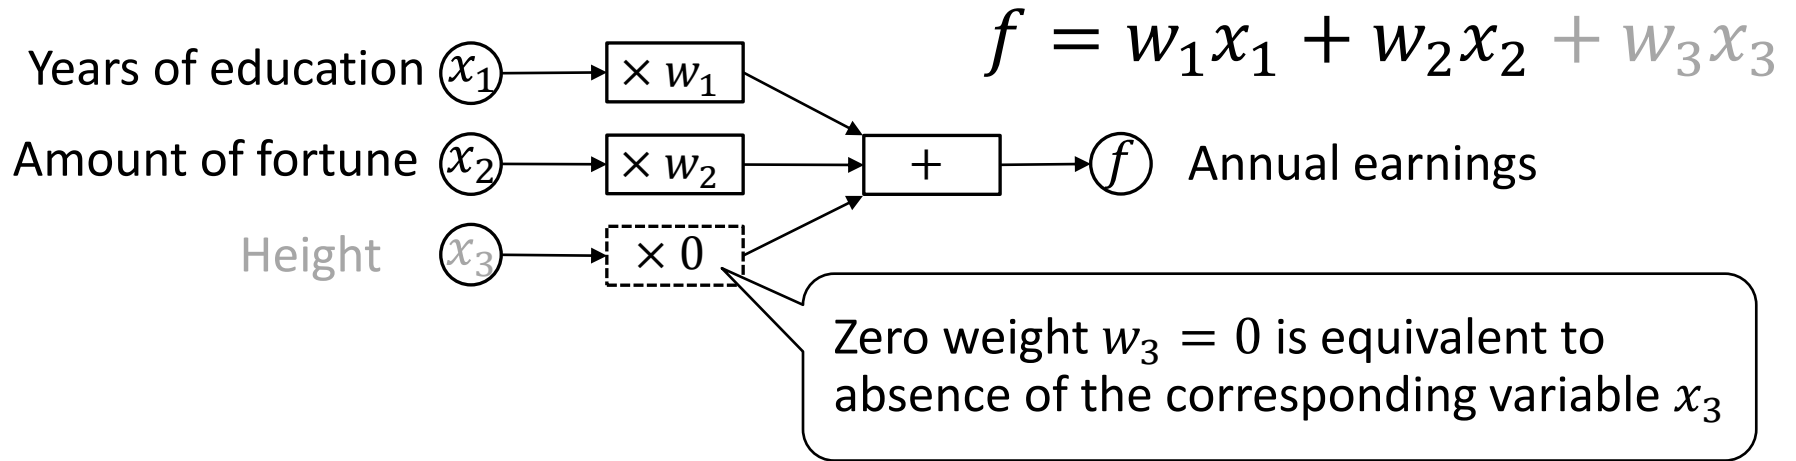 f = w₁x₁ + w₂x₂ + w₃x₃
Years of education x₁ × w₁
Amount of fortune x₂ × w₂ + f Annual earnings
Height x₃ × 0
Zero weight w₃ = 0 is equivalent to
absence of the corresponding variable x₃